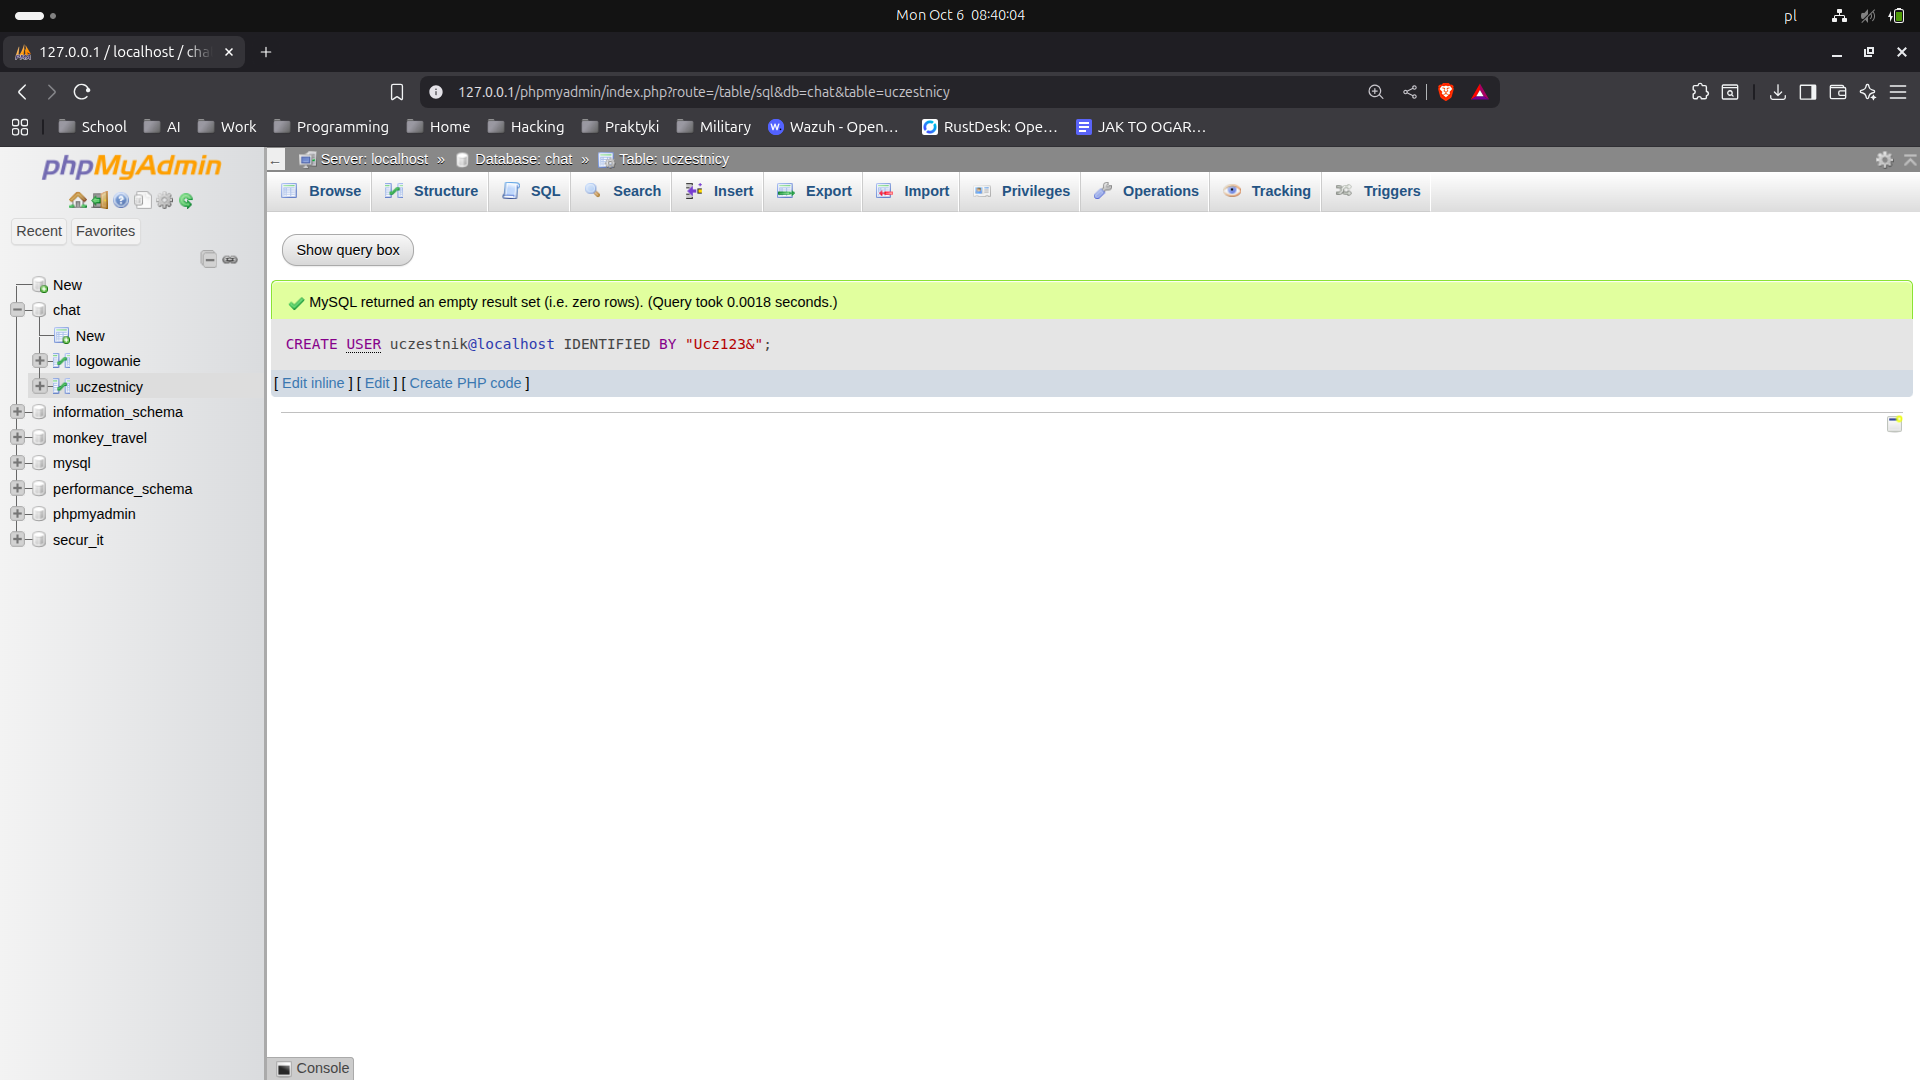 Mon Oct 6 08:40:04
pl
127.0.0.1 / localhost / cha
127.0.0.1/phpmyadmin/index.php?route=/table/sql&db=chat&table=uczestnicy
School AI Work Programming Home Hacking Praktyki Military Wazuh - Open... RustDesk: Ope... JAK TO OGAR...
phpMyAdmin
Recent Favorites
New
chat
New
logowanie
uczestnicy
information_schema
monkey_travel
mysql
performance_schema
phpmyadmin
secur_it
Server: localhost » Database: chat » Table: uczestnicy
Browse Structure SQL Search Insert Export Import Privileges Operations Tracking Triggers
Show query box
MySQL returned an empty result set (i.e. zero rows). (Query took 0.0018 seconds.)
CREATE USER uczestnik@localhost IDENTIFIED BY "Ucz123&";
[ Edit inline ] [ Edit ] [ Create PHP code ]
Console